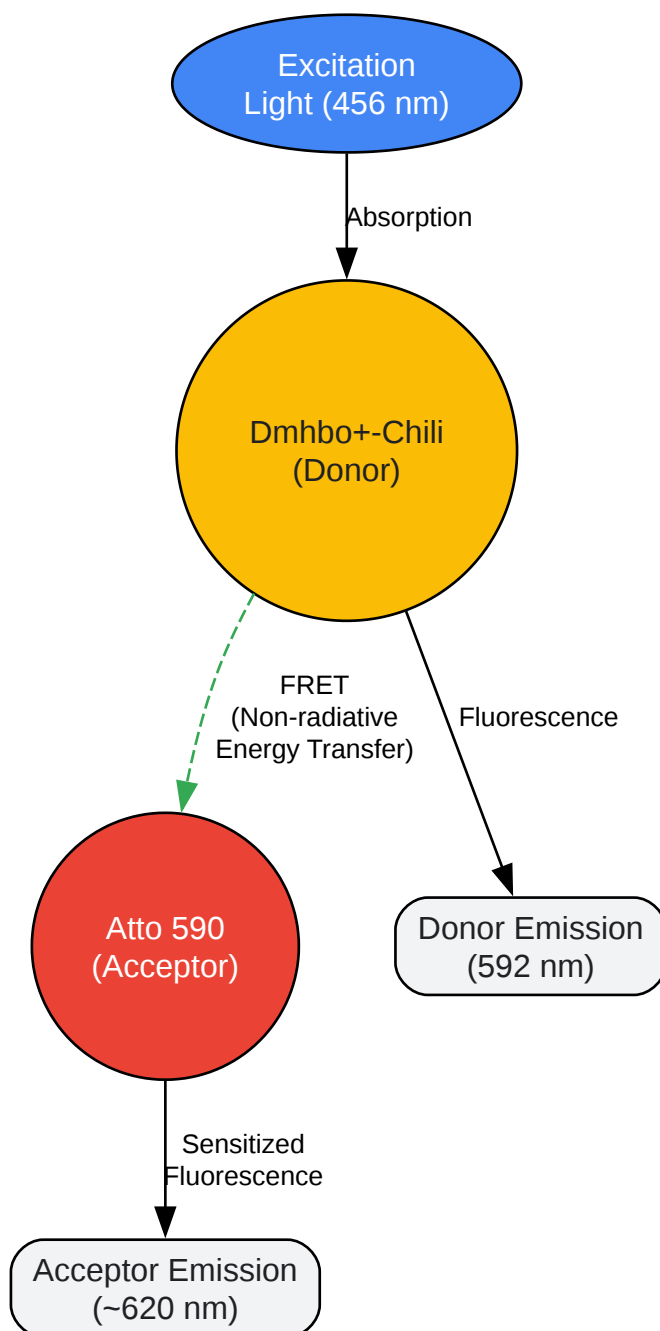 Excitation
Light (456 nm)
Absorption
Dmhbo+-Chili
(Donor)
FRET
(Non-radiative
Energy Transfer)
Fluorescence
Atto 590
(Acceptor)
Donor Emission
(592 nm)
Sensitized
Fluorescence
Acceptor Emission
(~620 nm)